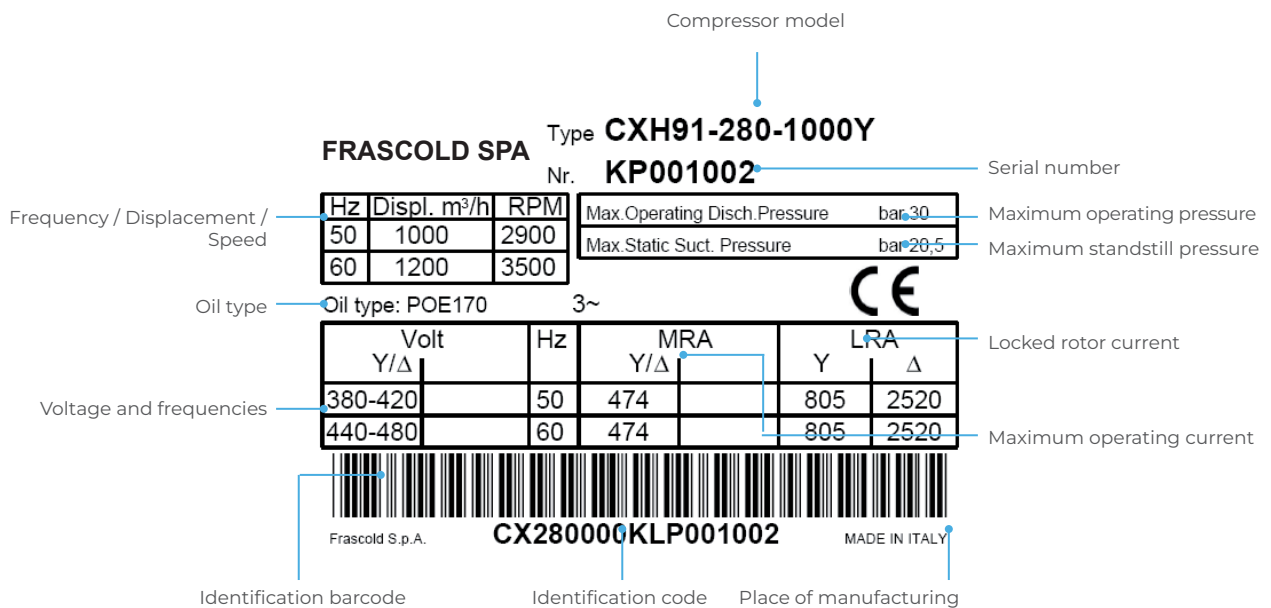 Compressor model
Type CXH91-280-1000Y
FRASCOLD SPA
Nr. KP001002
Serial number
Frequency / Displacement /
Speed
Hz Displ. m³/h RPM
50 1000 2900
60 1200 3500
Max.Operating Disch.Pressure bar 30
Max.Static Suct. Pressure bar 20,5
Maximum operating pressure
Maximum standstill pressure
CE
Oil type
Oil type: POE170 3~
Volt Hz MRA LRA
Y/Δ Y/Δ Y Δ
380-420 50 474 805 2520
440-480 60 474 805 2520
Locked rotor current
Voltage and frequencies
Maximum operating current
Frascold S.p.A. CX280000KLP001002 MADE IN ITALY
Identification barcode
Identification code
Place of manufacturing